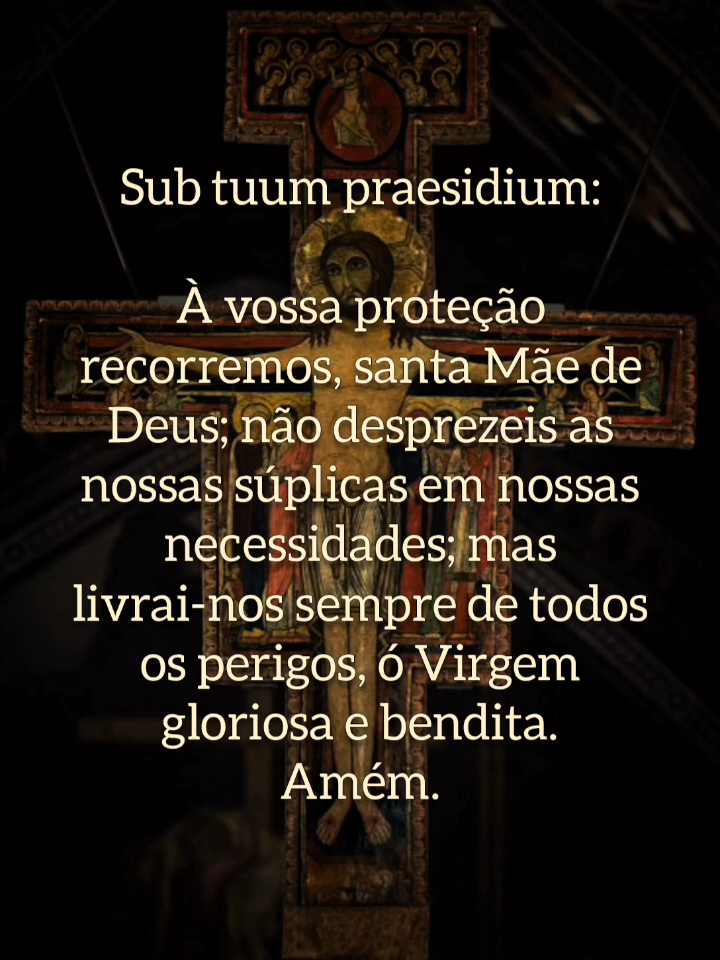 Sub tuum praesidium:
À vossa proteção
recorremos, santa Mãe de
Deus; não desprezeis as
nossas súplicas em nossas
necessidades; mas
livrai-nos sempre de todos
os perigos, ó Virgem
gloriosa e bendita.
Amém.